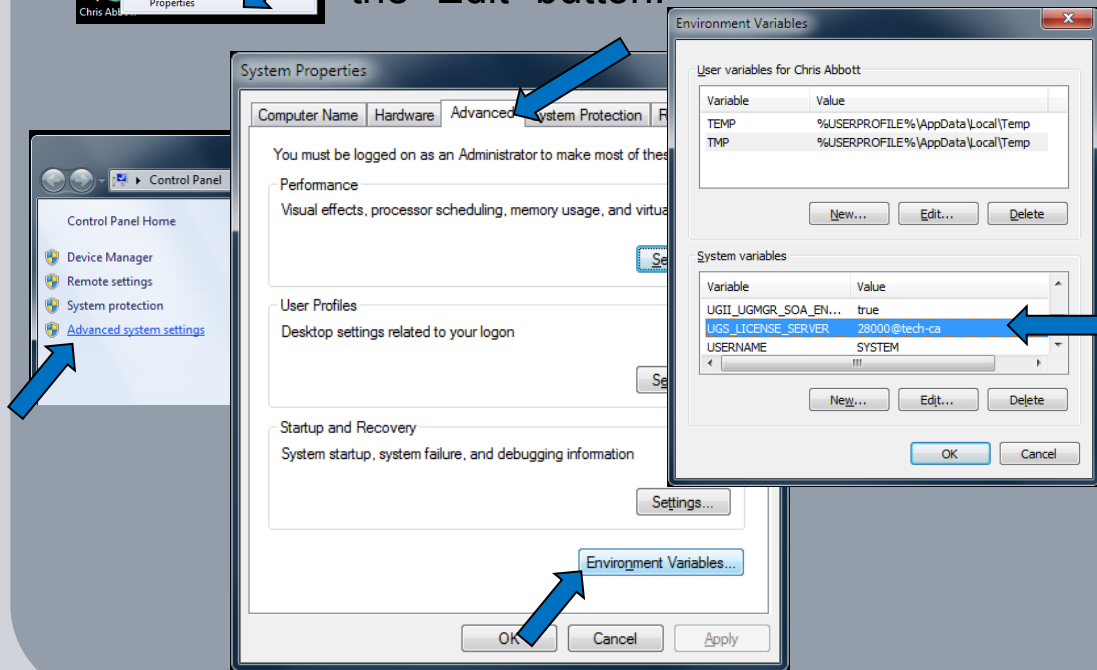 Properties
Chris
the "Edit" button.
Environment Variables
User variables for Chris Abbott
Variable Value
TEMP %USERPROFILE%\AppData\Local\Temp
TMP %USERPROFILE%\AppData\Local\Temp
New... Edit... Delete
System variables
Variable Value
UGII_UGMGR_SOA_EN... true
UGS_LICENSE_SERVER 28000@tech-ca
USERNAME SYSTEM
New... Edit... Delete
OK Cancel
System Properties
Computer Name Hardware Advanced System Protection R
You must be logged on as an Administrator to make most of thes
Performance
Visual effects, processor scheduling, memory usage, and virtua
Se
User Profiles
Desktop settings related to your logon
Se
Startup and Recovery
System startup, system failure, and debugging information
Settings...
Environment Variables...
OK Cancel Apply
Control Panel
Control Panel Home
Device Manager
Remote settings
System protection
Advanced system settings